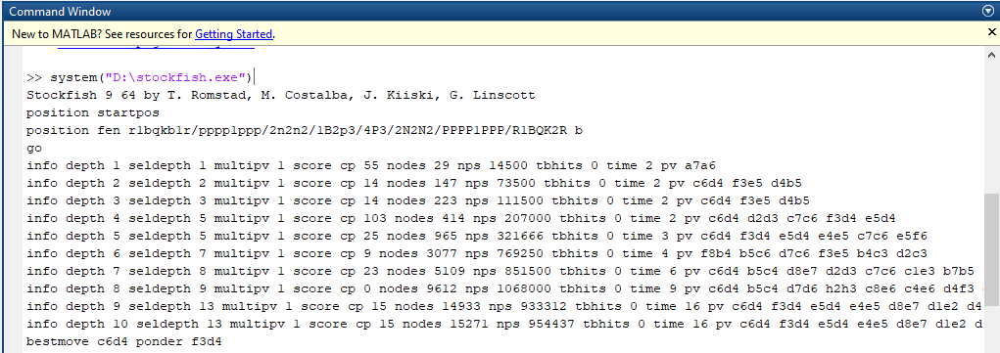 Command Window
New to MATLAB? See resources for Getting Started.
>> system("D:\stockfish.exe")
Stockfish 9 64 by T. Romstad, M. Costalba, J. Kiiski, G. Linscott
position startpos
position fen r1bqkb1r/pppp1ppp/2n2n2/1B2p3/4P3/2N2N2/PPPP1PPP/R1BQK2R b
go
info depth 1 seldepth 1 multipv 1 score cp 55 nodes 29 nps 14500 tbhits 0 time 2 pv a7a6
info depth 2 seldepth 2 multipv 1 score cp 14 nodes 147 nps 73500 tbhits 0 time 2 pv c6d4 f3e5 d4b5
info depth 3 seldepth 3 multipv 1 score cp 14 nodes 223 nps 111500 tbhits 0 time 2 pv c6d4 f3e5 d4b5
info depth 4 seldepth 4 multipv 1 score cp 103 nodes 414 nps 207000 tbhits 0 time 2 pv c6d4 d2d3 c7c6 f3d4 e5d4
info depth 5 seldepth 5 multipv 1 score cp 25 nodes 965 nps 321666 tbhits 0 time 3 pv c6d4 f3d4 e5d4 e4e5 c7c6 e5f6
info depth 6 seldepth 7 multipv 1 score cp 9 nodes 3077 nps 769250 tbhits 0 time 4 pv f8b4 b5c6 d7c6 f3e5 b4c3 d2c3
info depth 7 seldepth 8 multipv 1 score cp 23 nodes 5109 nps 851500 tbhits 0 time 6 pv c6d4 b5c4 d8e7 d2d3 c7c6 c1e3 b7b5
info depth 8 seldepth 9 multipv 1 score cp 0 nodes 9612 nps 1068000 tbhits 0 time 9 pv c6d4 b5c4 d7d6 h2h3 c8e6 c4e6 d4f3
info depth 9 seldepth 13 multipv 1 score cp 15 nodes 14933 nps 933312 tbhits 0 time 16 pv c6d4 f3d4 e5d4 e4e5 d8e7 d1e2 d4
info depth 10 seldepth 13 multipv 1 score cp 15 nodes 15271 nps 954437 tbhits 0 time 16 pv c6d4 f3d4 e5d4 e4e5 d8e7 d1e2 d
bestmove c6d4 ponder f3d4